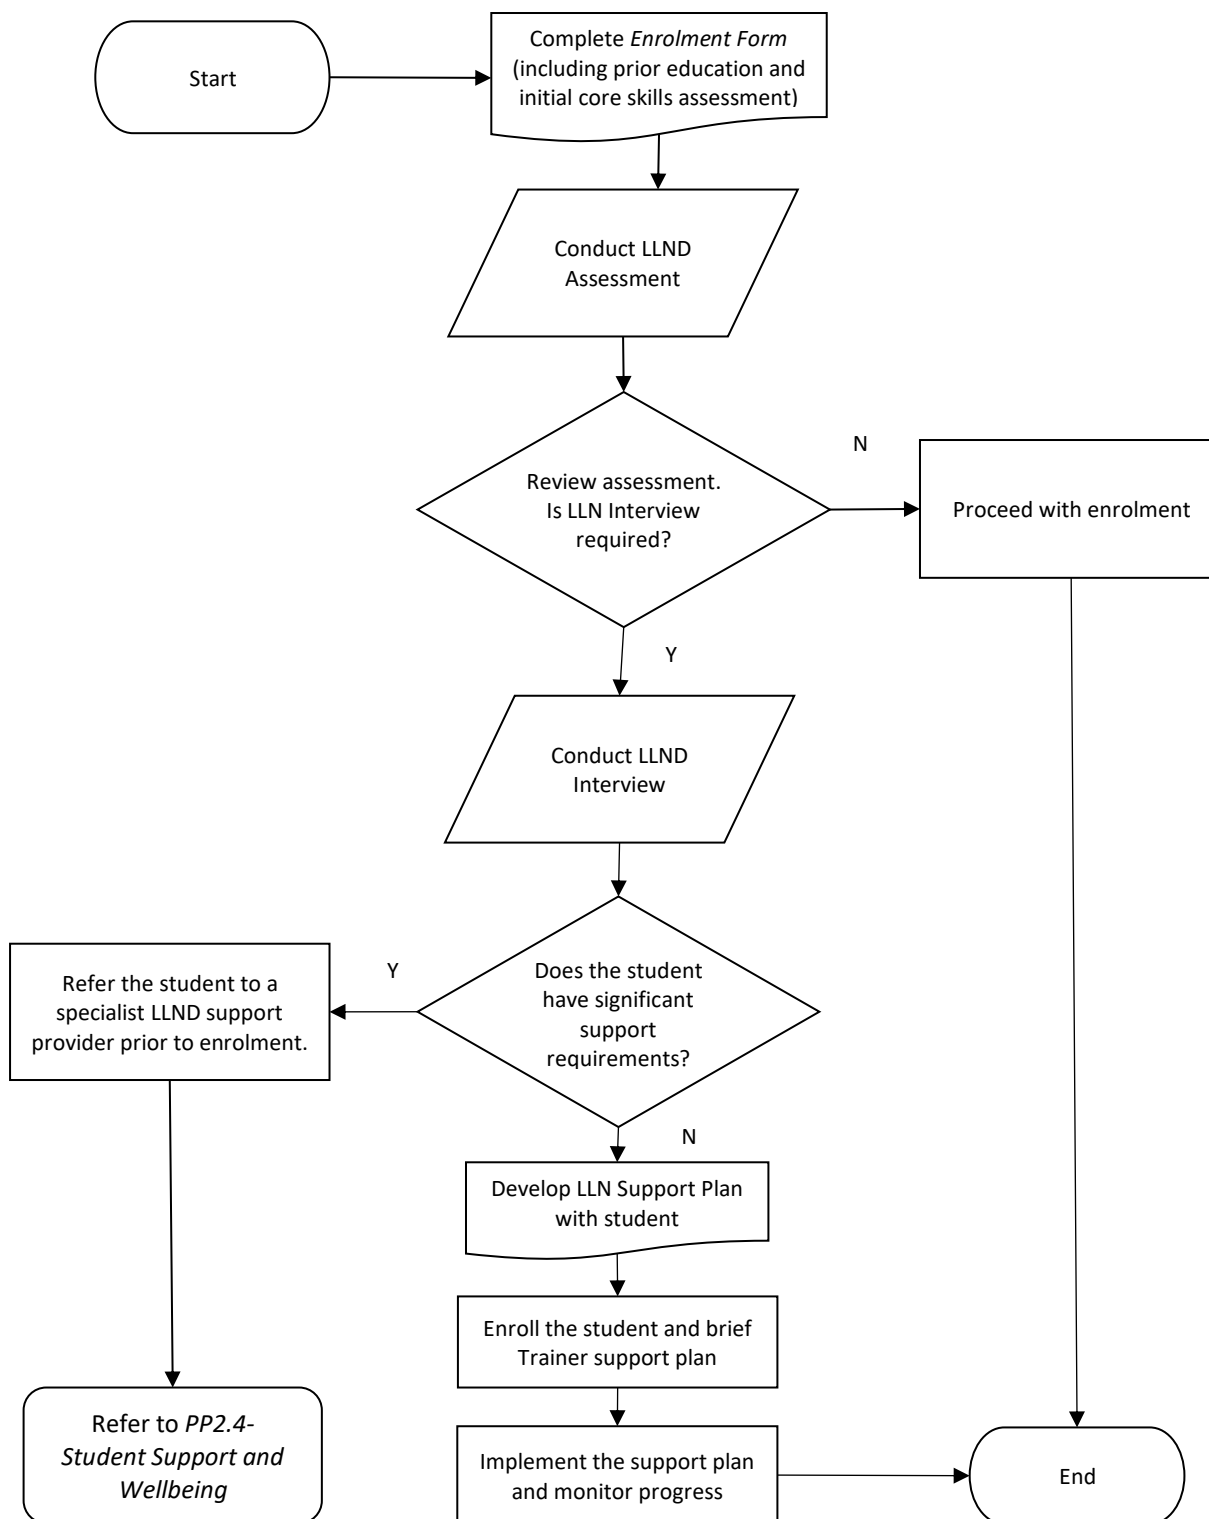 Start
Complete Enrolment Form
(including prior education and
initial core skills assessment)
Conduct LLND
Assessment
Review assessment.
Is LLN Interview
required?
N
Proceed with enrolment
Y
Conduct LLND
Interview
Does the student
have significant
support
requirements?
Y
Refer the student to a
specialist LLND support
provider prior to enrolment.
N
Develop LLN Support Plan
with student
Enroll the student and brief
Trainer support plan
Refer to PP2.4-
Student Support and
Wellbeing
Implement the support plan
and monitor progress
End